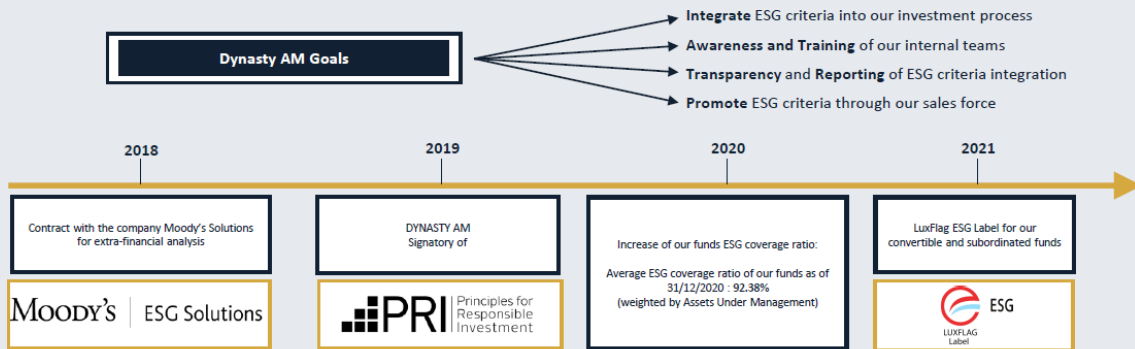 Integrate ESG criteria into our investment process
Dynasty AM Goals
Awareness and Training of our internal teams
Transparency and Reporting of ESG criteria integration
Promote ESG criteria through our sales force
2018
2019
2020
2021
Contract with the company Moody's Solutions
for extra-financial analysis
MOODY'S | ESG Solutions
DYNASTY AM
Signatory of
PRI | Principles for
Responsible
Investment
Increase of our funds ESG coverage ratio:
Average ESG coverage ratio of our funds as of
31/12/2020 : 92.38%
(weighted by Assets Under Management)
LuxFlag ESG Label for our
convertible and subordinated funds
ESG
LUXFLAG
Label